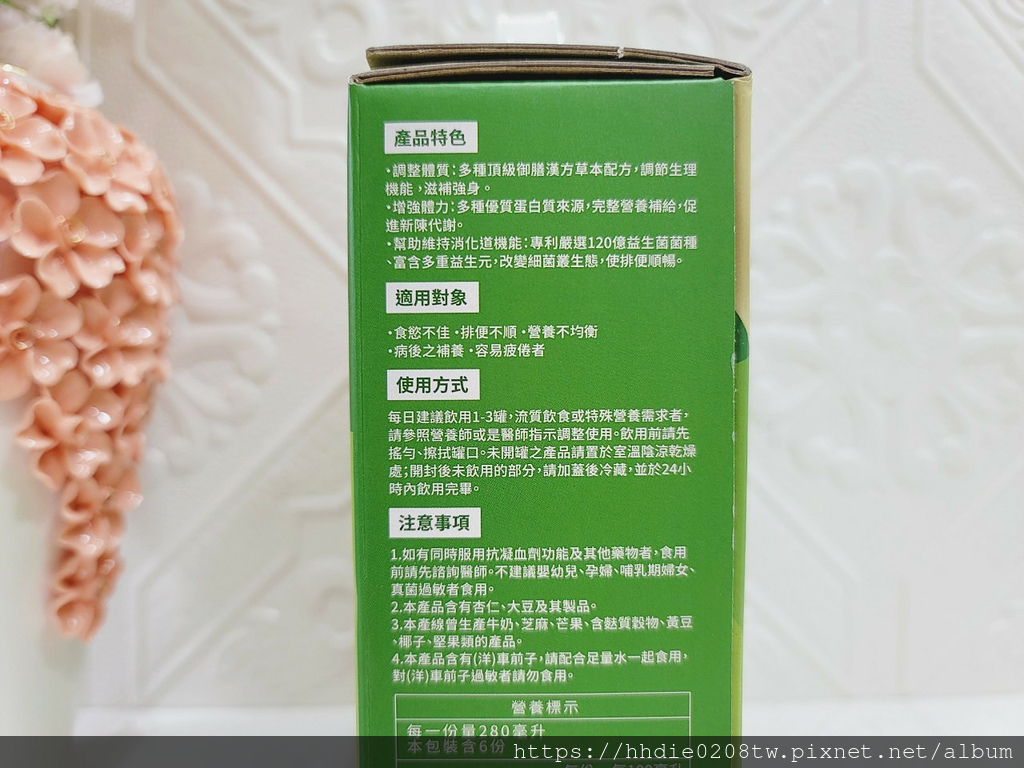 產品特色
·調整體質:多種頂級御膳漢方草本配方,調節生理
機能,滋補強身。
·增強體力:多種優質蛋白質來源,完整營養補給,促
進新陳代謝。
·幫助維持消化道機能:專利嚴選120億益生菌菌種
、富含多重益生元,改變細菌叢生態,使排便順暢。
適用對象
·食慾不佳 ·排便不順 ·營養不均衡
·病後之補養 ·容易疲倦者
使用方式
每日建議飲用1-3罐,流質飲食或特殊營養需求者,
請參照營養師或是醫師指示調整使用。飲用前請先
搖勻、擦拭罐口。未開罐之產品請置於室溫陰涼乾燥
處;開封後未飲用的部分,請加蓋後冷藏,並於24小
時內飲用完畢。
注意事項
1.如有同時服用抗凝血劑功能及其他藥物者,食用
前請先諮詢醫師。不建議嬰幼兒、孕婦、哺乳期婦女、
真菌過敏者食用。
2.本產品含有杏仁、大豆及其製品。
3.本產線曾生產牛奶、芝麻、芒果、含麩質穀物、黃豆
、椰子、堅果類的產品。
4.本產品含有(洋)車前子,請配合足量水一起食用,
對(洋)車前子過敏者請勿食用。
營養標示
每一份量280毫升
本包裝含6份
每份 每100毫升
https://hhdie0208tw.pixnet.net/album